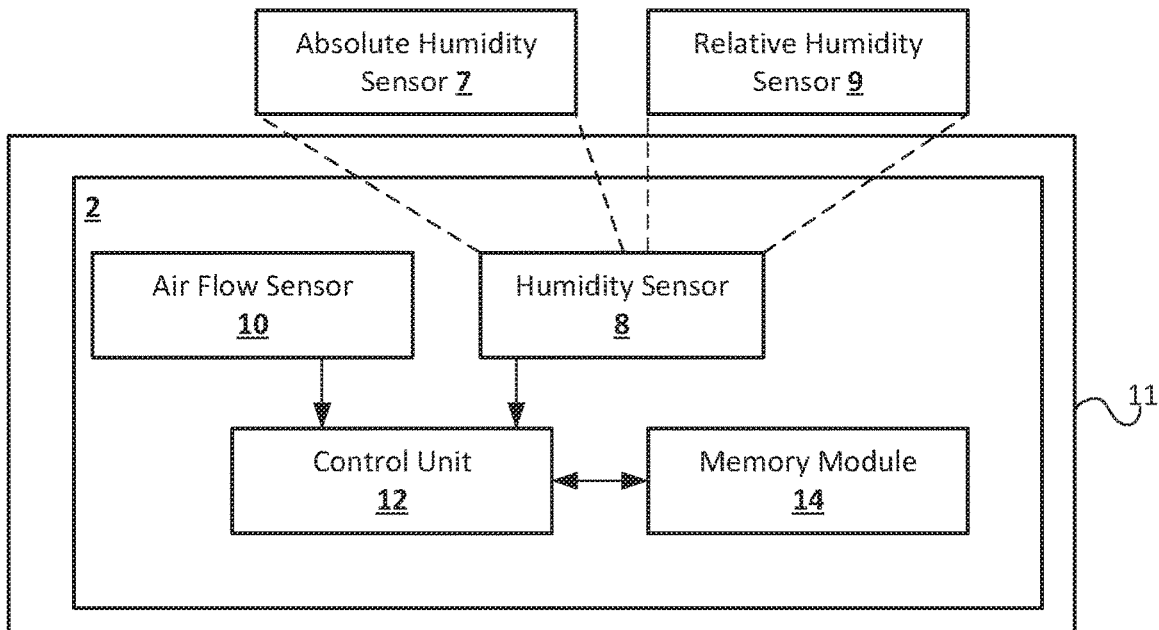 Absolute Humidity
Sensor 7
Relative Humidity
Sensor 9
2
Air Flow Sensor
10
Humidity Sensor
8
11
Control Unit
12
Memory Module
14